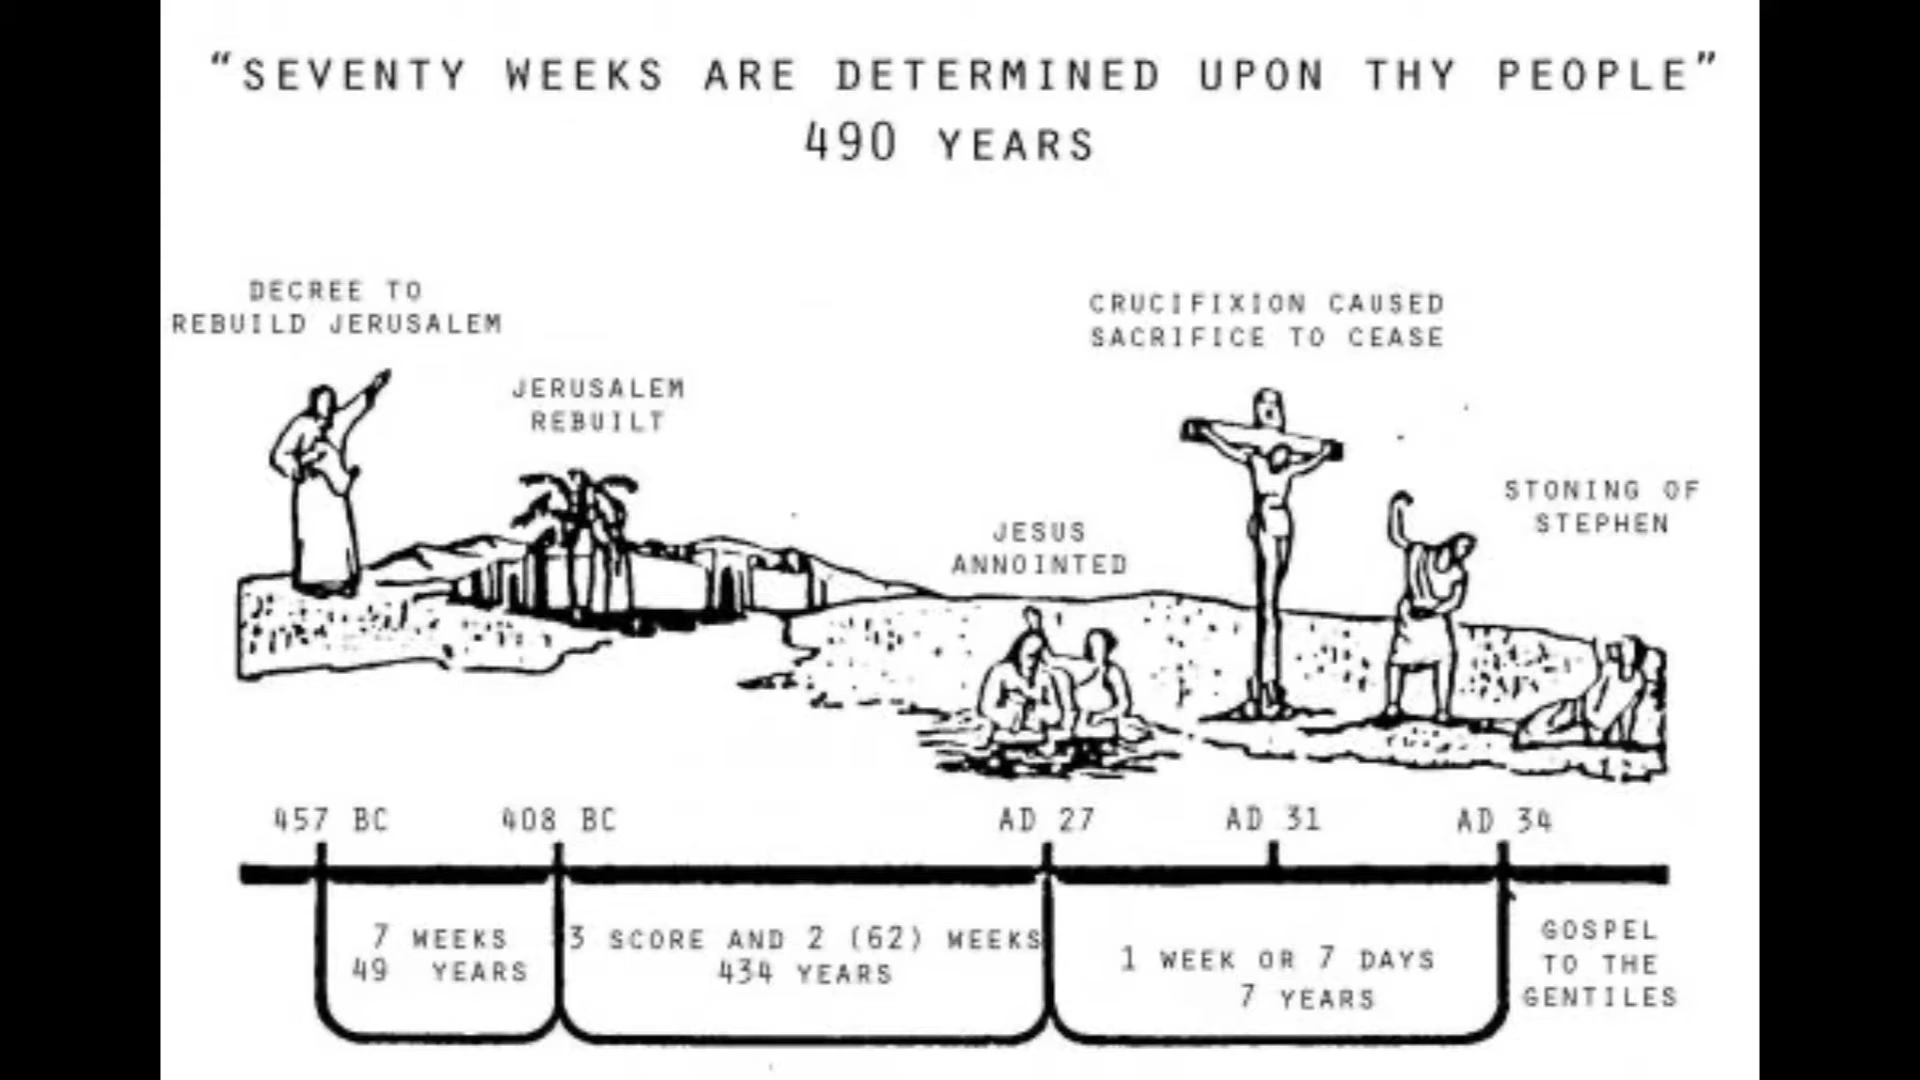 “SEVENTY WEEKS ARE DETERMINED UPON THY PEOPLE”
490 YEARS
DECREE TO
REBUILD JERUSALEM
JERUSALEM
REBUILT
JESUS
ANNOINTED
CRUCIFIXION CAUSED
SACRIFICE TO CEASE
STONING OF
STEPHEN
457 BC
408 BC
AD 27
AD 31
AD 34
7 WEEKS
49 YEARS
3 SCORE AND 2 (62) WEEKS
434 YEARS
1 WEEK OR 7 DAYS
7 YEARS
GOSPEL
TO THE
GENTILES